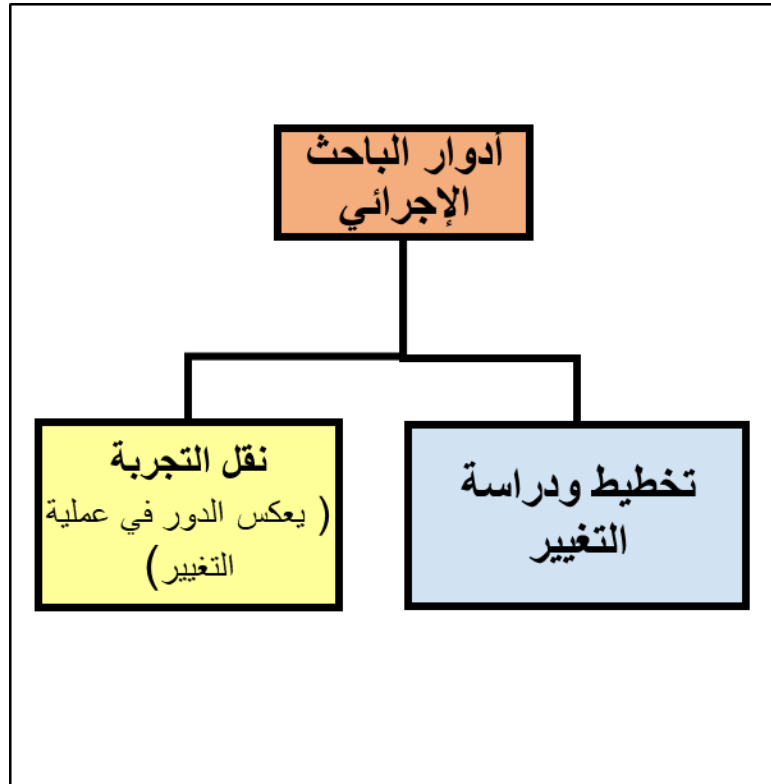 أدوار الباحث
الإجرائي
تخطيط ودراسة
التغيير
نقل التجربة
( يعكس الدور في عملية
التغيير)